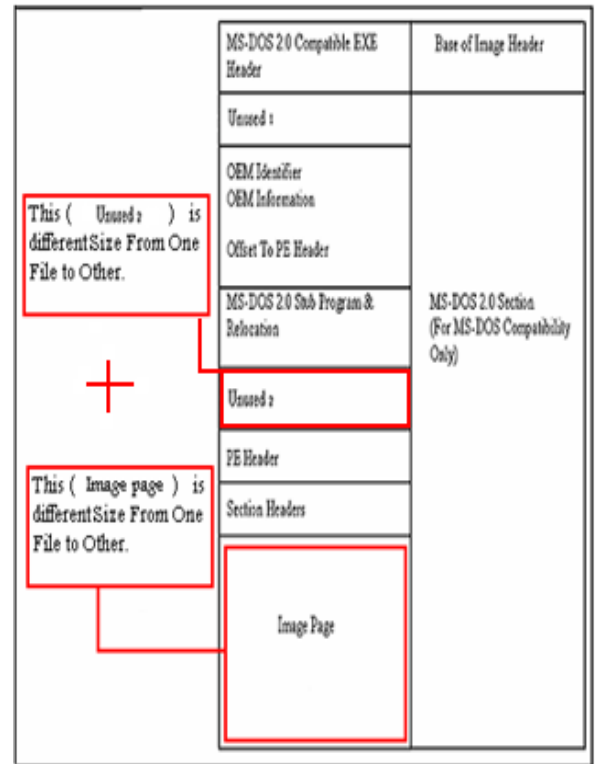 MS-DOS 2.0 Compatible EXE
Header
Base of Image Header
Unused 1
OEM Identifier
OEM Information
Offset To PE Header
This ( Unused 2 ) is
different Size From One
File to Other.
MS-DOS 2.0 Stub Program &
Relocation
MS-DOS 2.0 Section
(For MS-DOS Compatibility
Only)
Unused 2
PE Header
This ( Image page ) is
different Size From One
File to Other.
Section Headers
Image Page